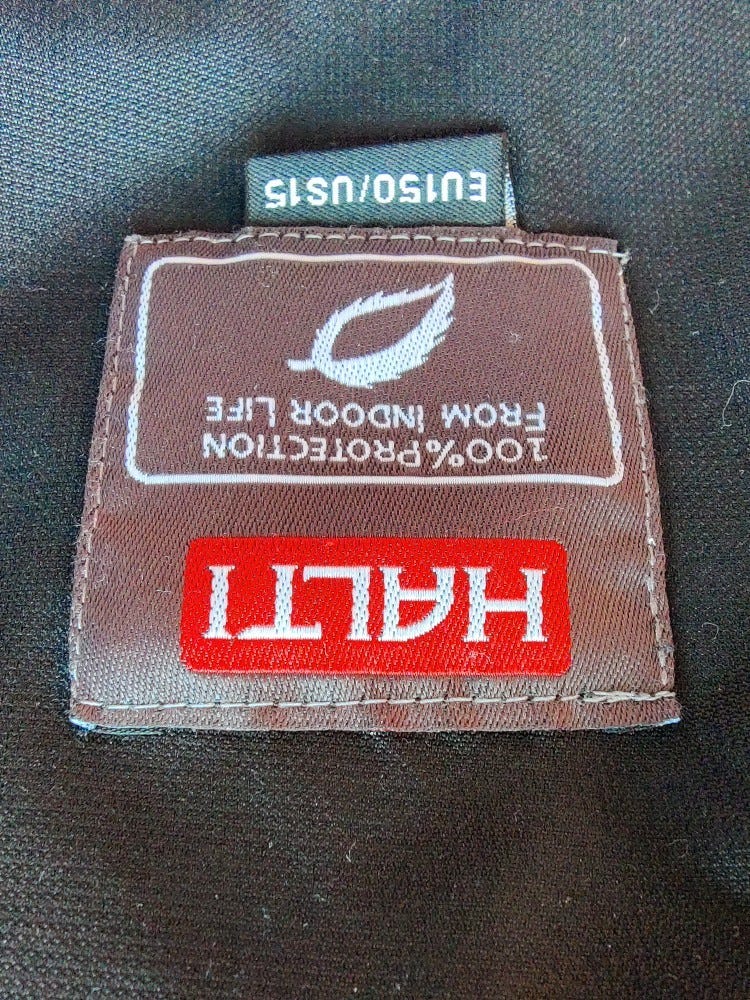 HALTI
100%PROTECTION
FROM INDOOR LIFE
EU150/US15